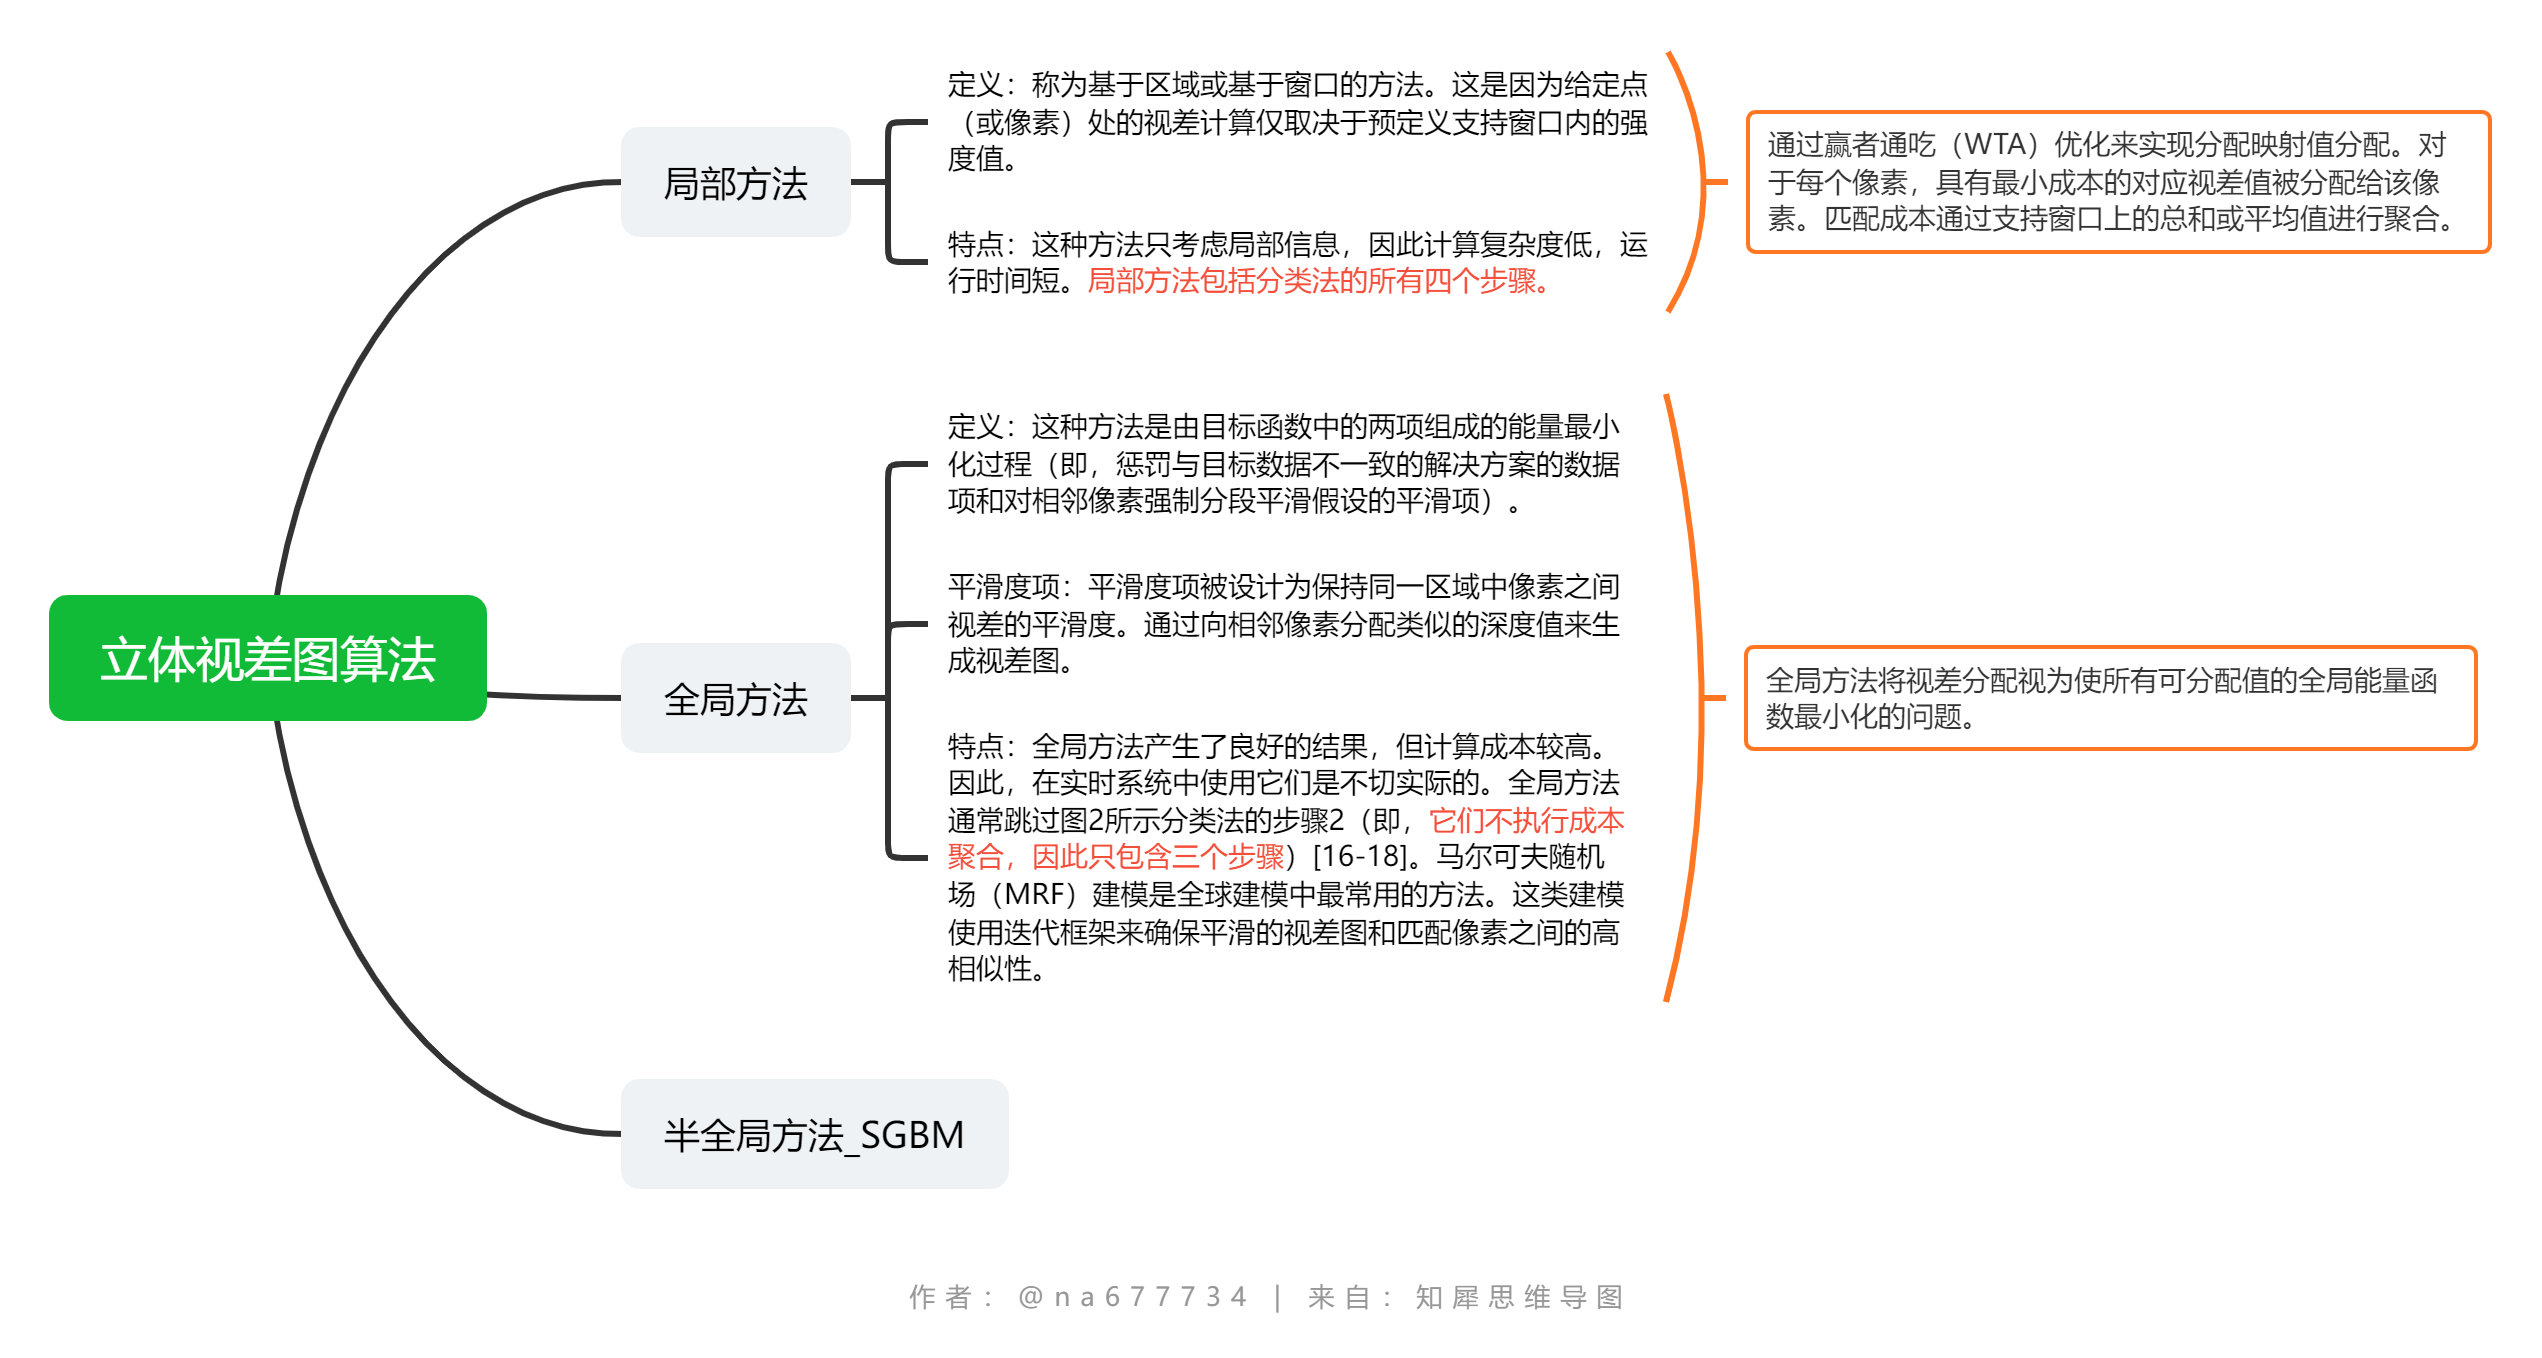 定义：称为基于区域或基于窗口的方法。这是因为给定点
（或像素）处的视差计算仅取决于预定义支持窗口内的强
度值。
局部方法
特点：这种方法只考虑局部信息，因此计算复杂度低，运
行时间短。局部方法包括分类法的所有四个步骤。
通过赢者通吃（WTA）优化来实现分配映射值分配。对
于每个像素，具有最小成本的对应视差值被分配给该像
素。匹配成本通过支持窗口上的总和或平均值进行聚合。
立体视差图算法
全局方法
定义：这种方法是由目标函数中的两项组成的能量最小
化过程（即，惩罚与目标数据不一致的解决方案的数据
项和对相邻像素强制分段平滑假设的平滑项）。
平滑度项：平滑度项被设计为保持同一区域中像素之间
视差的平滑度。通过向相邻像素分配类似的深度值来生
成视差图。
特点：全局方法产生了良好的结果，但计算成本较高。
因此，在实时系统中使用它们是不切实际的。全局方法
通常跳过图2所示分类法的步骤2（即，它们不执行成本
聚合，因此只包含三个步骤）[16-18]。马尔可夫随机
场（MRF）建模是全球建模中最常用的方法。这类建模
使用迭代框架来确保平滑的视差图和匹配像素之间的高
相似性。
全局方法将视差分配视为使所有可分配值的全局能量函
数最小化的问题。
半全局方法_SGBM
作者：@na677734 | 来自：知犀思维导图